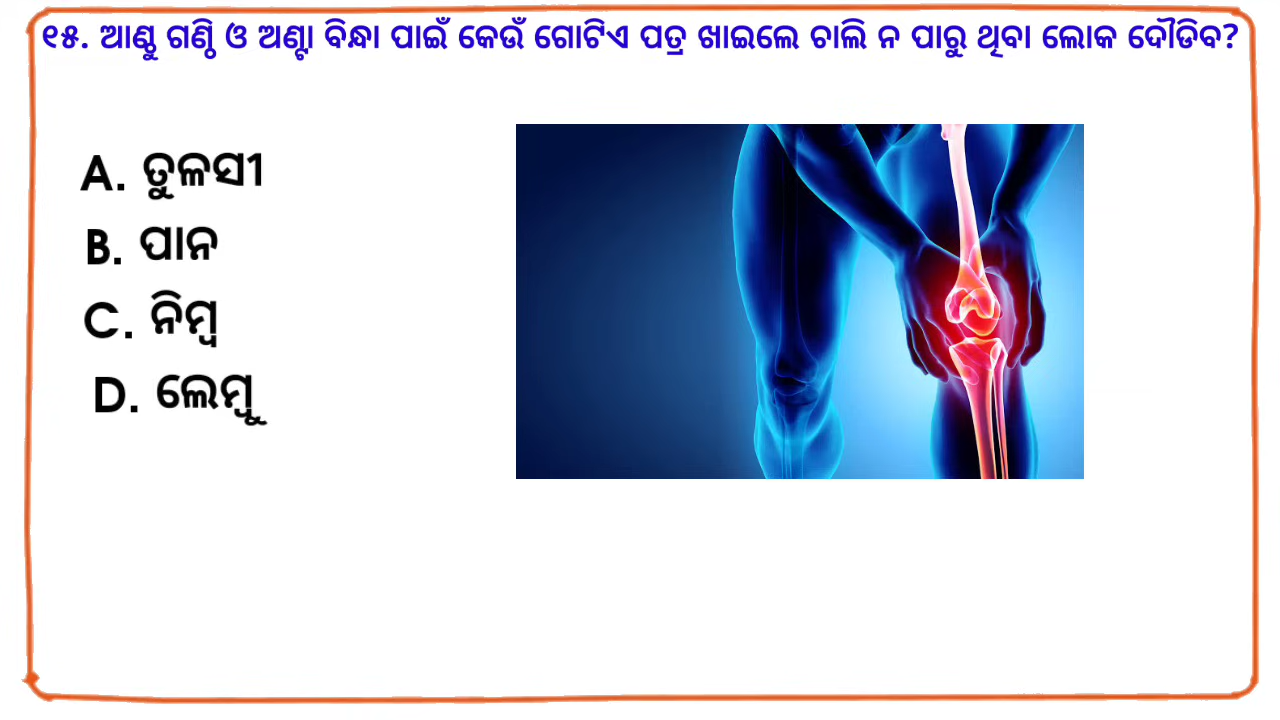 ୧୫. ଆଣ୍ଠୁ ଗଣ୍ଠି ଓ ଅଣ୍ଟା ବିନ୍ଧା ପାଇଁ କେଉଁ ଗୋଟିଏ ପତ୍ର ଖାଇଲେ ଚାଲି ନ ପାରୁ ଥିବା ଲୋକ ଦୌଡିବ?
A. ତୁଳସୀ
B. ପାନ
C. ନିମ୍ବ
D. ଲେମ୍ବୁ